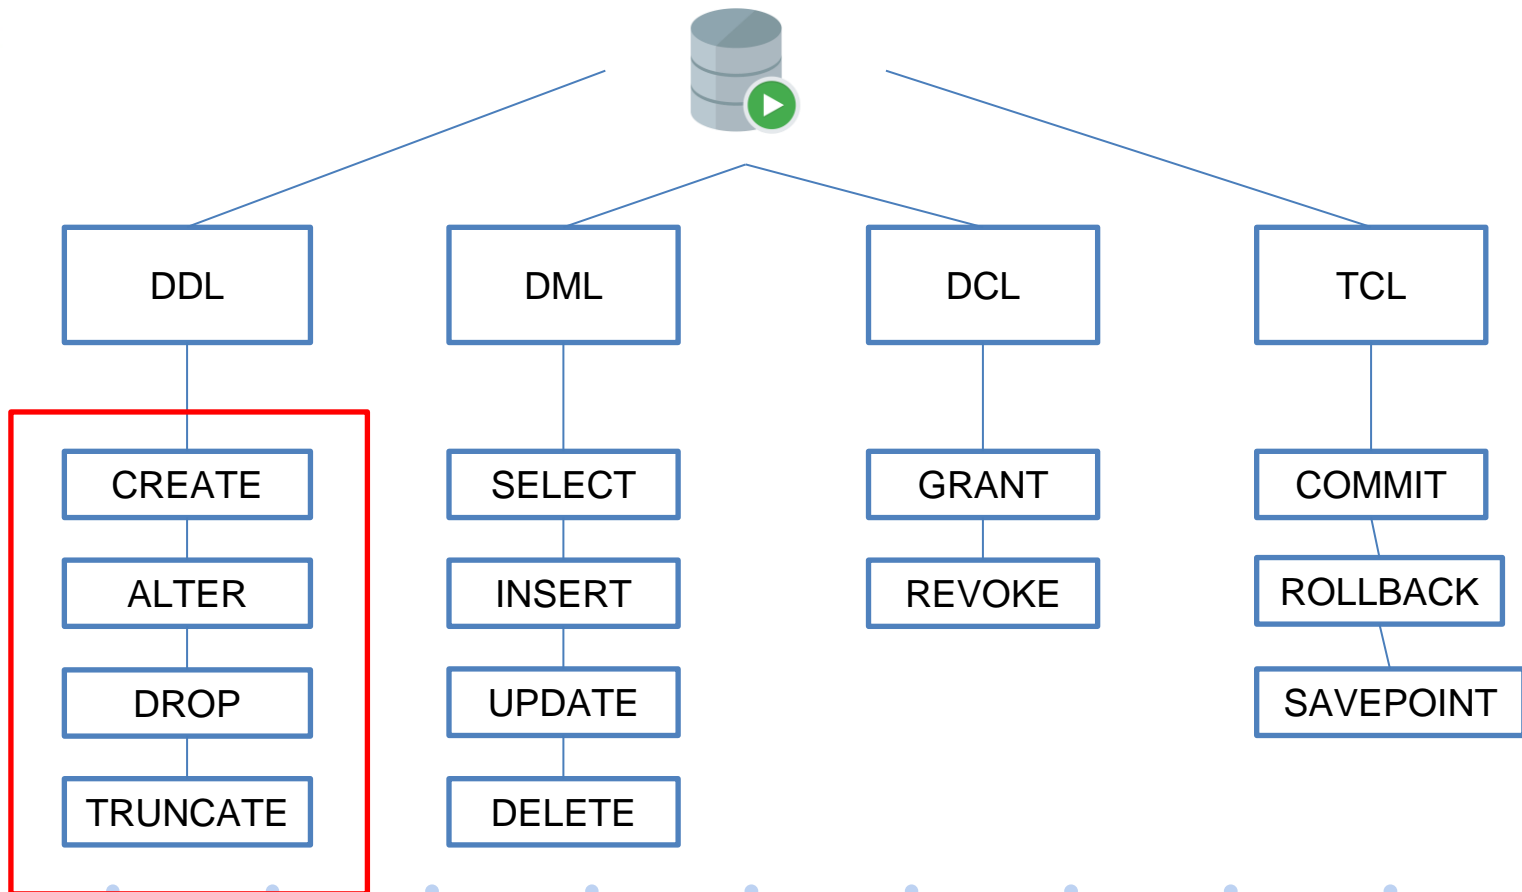 DDL
DML
DCL
TCL
CREATE
SELECT
GRANT
COMMIT
ALTER
INSERT
REVOKE
ROLLBACK
DROP
UPDATE
SAVEPOINT
TRUNCATE
DELETE